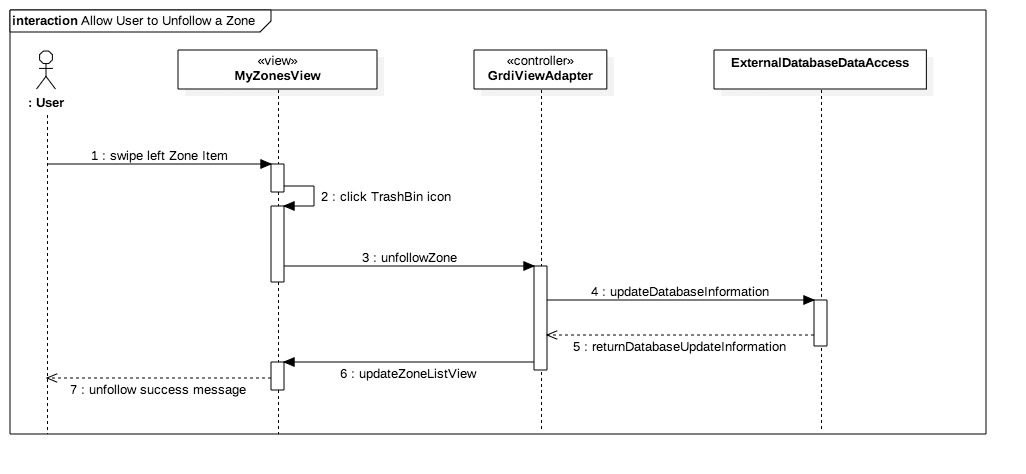 interaction Allow User to Unfollow a Zone
«view»
MyZonesView
«controller»
GrdiViewAdapter
ExternalDatabaseDataAccess
: User
1 : swipe left Zone Item
2 : click TrashBin icon
3 : unfollowZone
4 : updateDatabaseInformation
5 : returnDatabaseUpdateInformation
6 : updateZoneListView
7 : unfollow success message